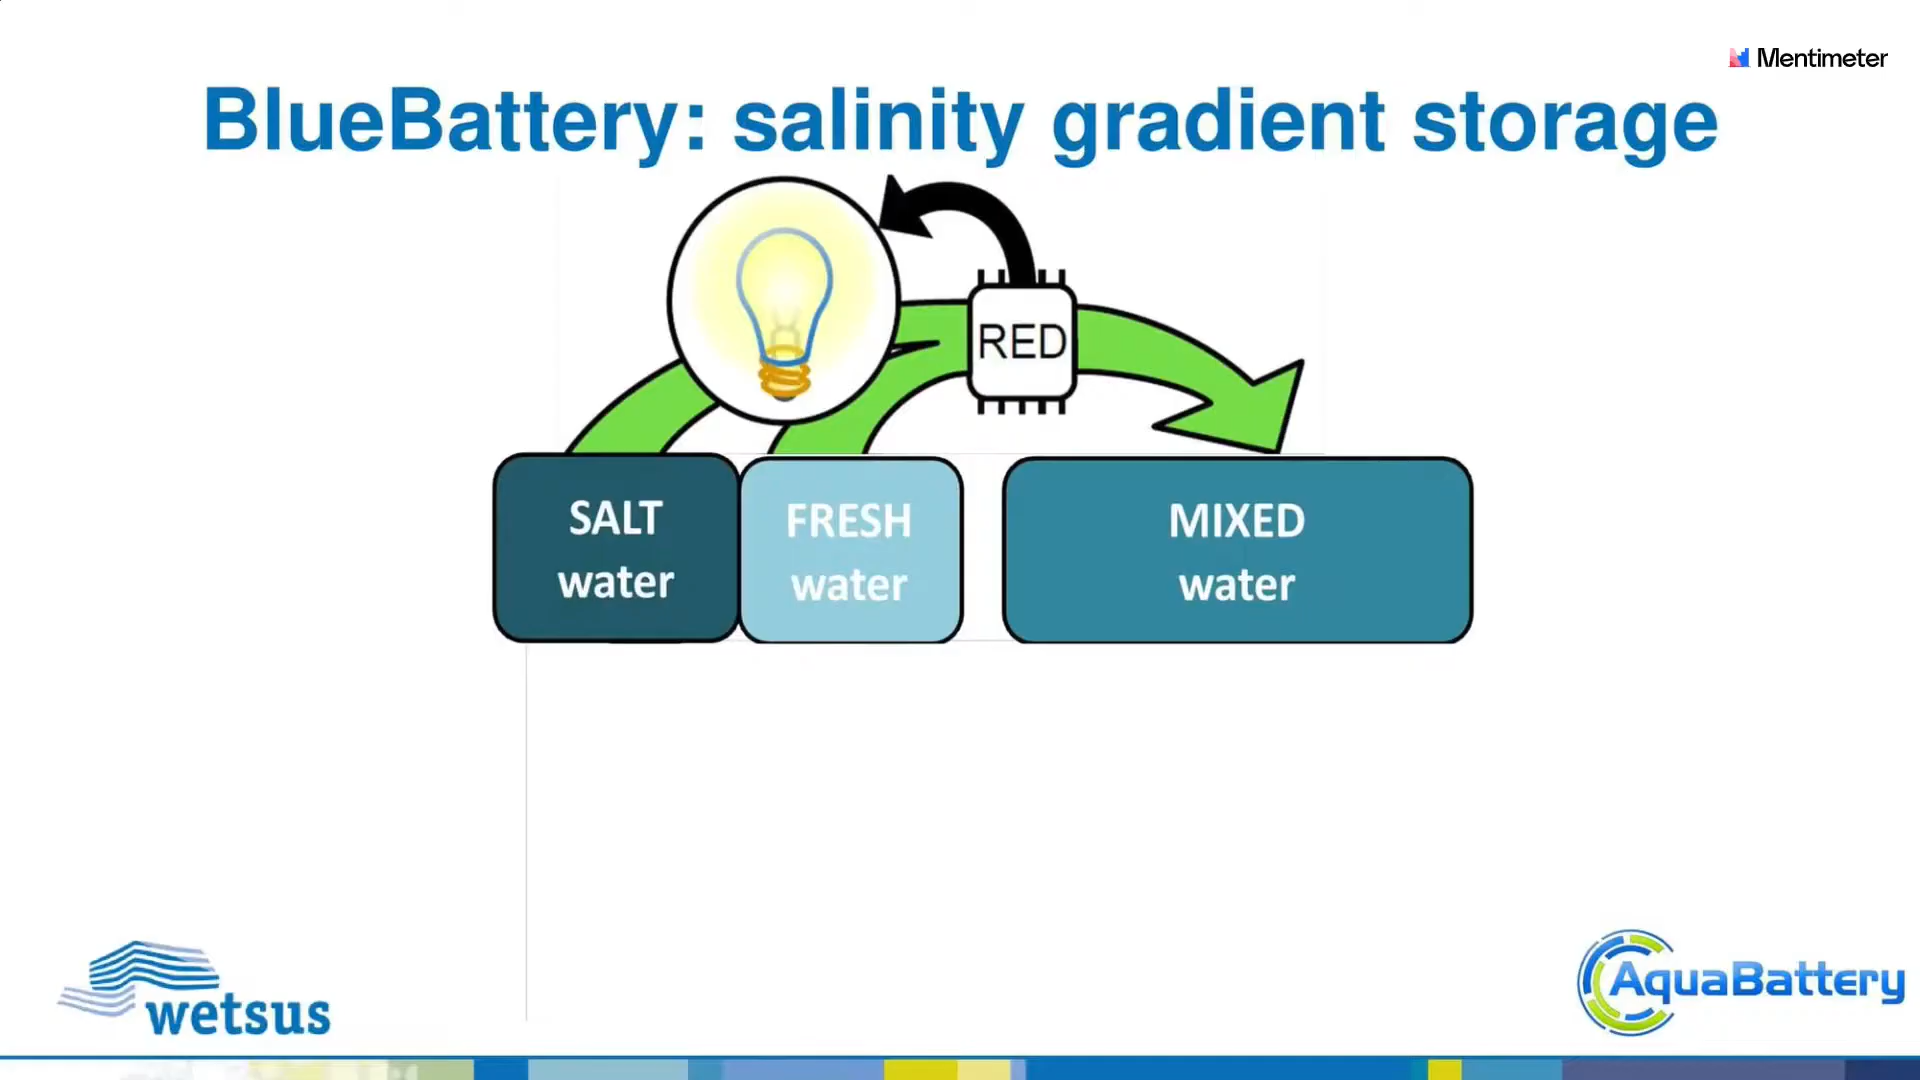 Mentimeter
BlueBattery: salinity gradient storage
RED
SALT
water
FRESH
water
MIXED
water
wetsus
AquaBattery